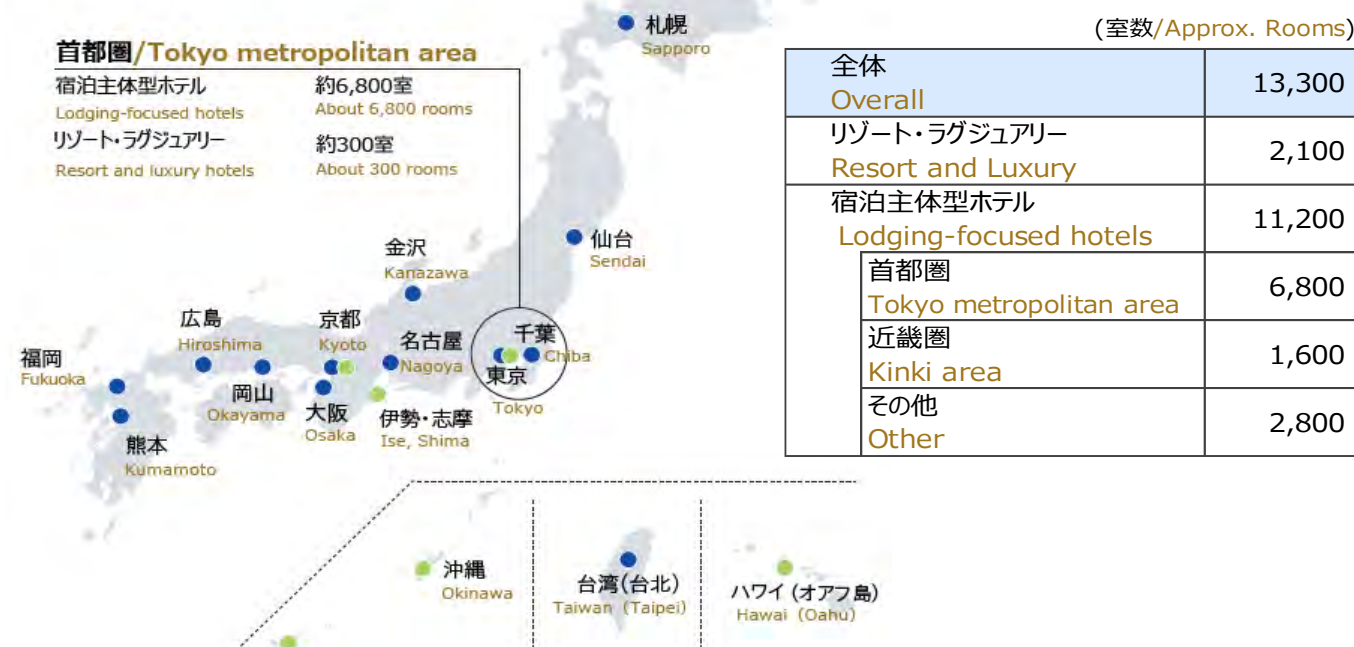 首都圏/Tokyo metropolitan area
宿泊主体型ホテル 約6,800室
Lodging-focused hotels About 6,800 rooms
リゾート・ラグジュアリー 約300室
Resort and luxury hotels About 300 rooms
札幌
Sapporo
仙台
Sendai
金沢
Kanazawa
広島
Hiroshima
京都
Kyoto
名古屋
Nagoya
千葉
Chiba
東京
Tokyo
福岡
Fukuoka
岡山
Okayama
大阪
Osaka
伊勢・志摩
Ise, Shima
熊本
Kumamoto
沖縄
Okinawa
台湾(台北)
Taiwan (Taipei)
ハワイ (オアフ島)
Hawai (Oahu)
(室数/Approx. Rooms)
全体
Overall 13,300
リゾート・ラグジュアリー
Resort and Luxury 2,100
宿泊主体型ホテル
Lodging-focused hotels 11,200
首都圏
Tokyo metropolitan area 6,800
近畿圏
Kinki area 1,600
その他
Other 2,800